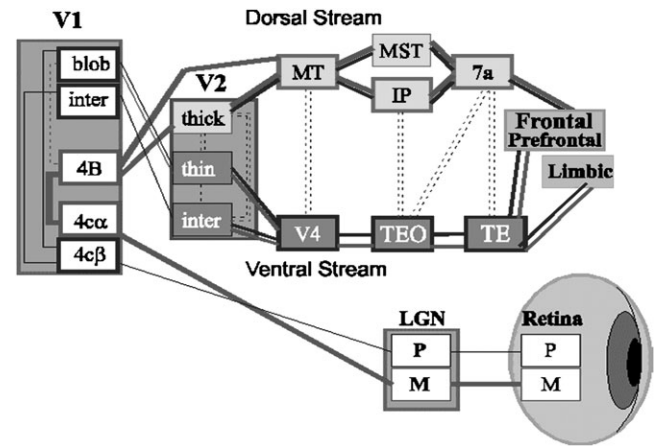 Dorsal Stream
V1
blob
inter
4B
4cα
4cβ
V2
thick
thin
inter
MT
MST
IP
7a
Frontal
Prefrontal
Limbic
V4
TEO
TE
Ventral Stream
LGN
P
M
Retina
P
M